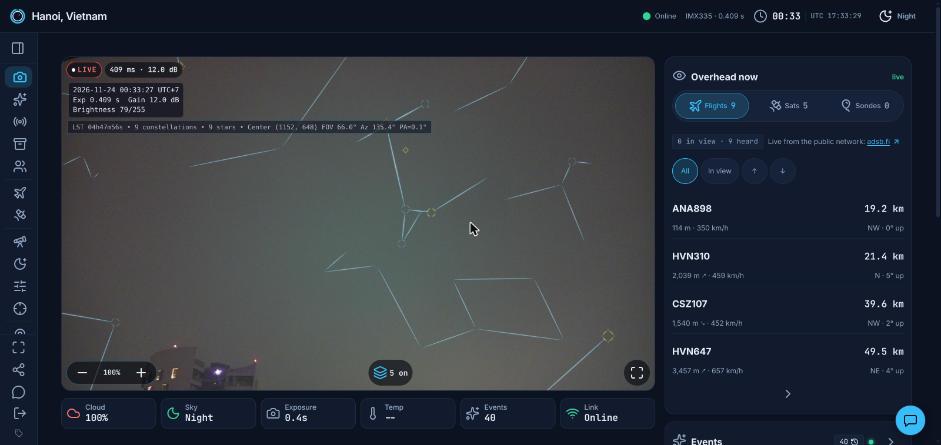 Hanoi, Vietnam
Online IMX335 · 0.409 s 00:33 UTC 17:33:29 Night
LIVE 409 ms · 12.0 dB
2026-11-24 00:33:27 UTC+7
Exp 0.409 s Gain 12.0 dB
Brightness 79/255
LST 04h47m56s • 9 constellations • 9 stars • Center (1152, 648) FOV 66.0° Az 135.4° PA=0.1°
100%
5 on
Cloud
100%
Sky
Night
Exposure
0.4s
Temp
--
Events
40
Link
Online
Overhead now live
Flights 9 Sats 5 Sondes 0
0 in view · 9 heard Live from the public network: adsb.fi ↗
All In view ↑ ↓
ANA898 19.2 km
114 m · 350 km/h NW · 0° up
HVN310 21.4 km
2,039 m ↗ · 459 km/h N · 5° up
CSZ107 39.6 km
1,540 m ↘ · 452 km/h NW · 2° up
HVN647 49.5 km
3,457 m ↗ · 657 km/h NE · 4° up
Events 40